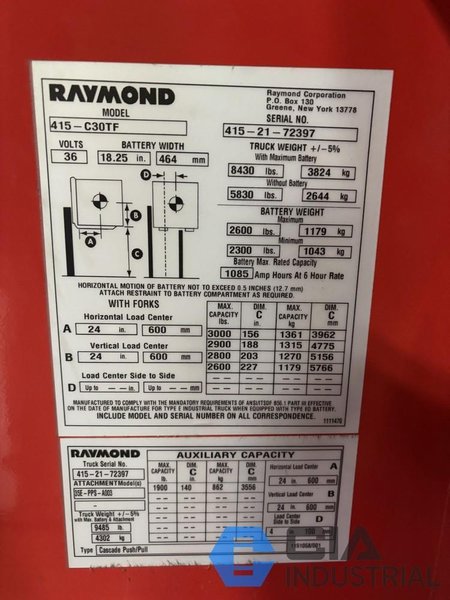 RAYMOND
Raymond Corporation
P.O. Box 130
Greene, New York 13778
MODEL
415-C30TF
SERIAL NO.
415-21-72397
VOLTS
36
BATTERY WIDTH
18.25 in. 464 mm
TRUCK WEIGHT +/-5%
With Maximum Battery
8430 lbs. 3824 kg
Without Battery
5830 lbs. 2644 kg
BATTERY WEIGHT
Maximum
2600 lbs. 1179 kg
Minimum
2300 lbs. 1043 kg
Battery Max. Rated Capacity
1085 Amp Hours At 6 Hour Rate
D
B
A
C
HORIZONTAL MOTION OF BATTERY NOT TO EXCEED 0.5 INCHES (12.7 mm)
ATTACH RESTRAINT TO BATTERY COMPARTMENT AS REQUIRED.
WITH FORKS
Horizontal Load Center
A 24 in. 600 mm
Vertical Load Center
B 24 in. 600 mm
Load Center Side to Side
D Up to -- in. Up to -- mm
MAX. CAPACITY lbs. DIM. C in MAX. CAPACITY kg DIM. C mm
3000 156 1361 3962
2900 188 1315 4775
2800 203 1270 5156
2600 227 1179 5766
MANUFACTURED TO COMPLY WITH THE MANDATORY REQUIREMENTS OF ANSI/ITSDF B56.1 PART III EFFECTIVE
ON THE DATE OF MANUFACTURE FOR TYPE E INDUSTRIAL TRUCK WHEN EQUIPPED WITH TYPE EO BATTERY.
INCLUDE MODEL AND SERIAL NUMBER ON ALL CORRESPONDENCE.
RAYMOND
AUXILIARY CAPACITY
Truck Serial No.
415-21-72397
ATTACHMENT Model(s)
35E-PPS-A003
Truck Weight +/-5%
with Max. Battery & Attachment
9485 lb.
4302 kg
Type Cascade Push/Pull
MAX. CAPACITY lb. DIM. C in. MAX. CAPACITY kg DIM. C mm
1900 140 862 3556
Horizontal Load Center A
24 in. 600 mm
Vertical Load Center B
24 in. 600 mm
Load Center Side to Side D
4 100 mm
CIA
INDUSTRIAL